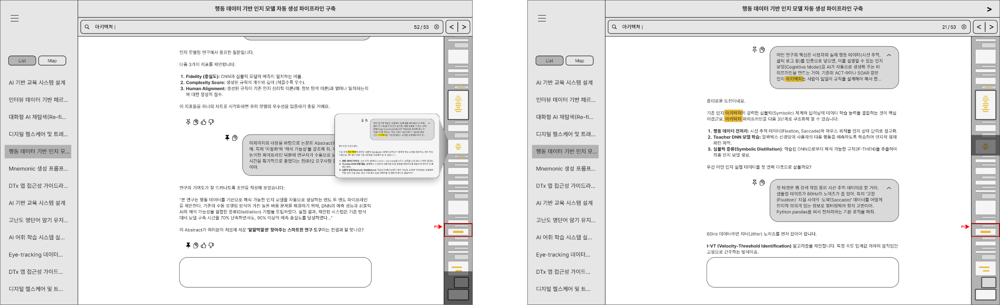 행동 데이터 기반 인지 모델 자동 생성 파이프라인 구축
아키텍쳐 |
52 / 53
< | >
List
Map
AI 기반 교육 시스템 설계
인터뷰 데이터 기반 페르...
대화형 AI 재탐색(Re-fi...
디지털 헬스케어 및 트래...
행동 데이터 기반 인지 모...
Mnemonic 생성 프롬프...
DTx 앱 접근성 가이드라...
AI 기반 교육 시스템 설계
고난도 영단어 암기 유지...
AI 어휘 학습 시스템 실...
Eye-tracking 데이터...
DTx 앱 접근성 가이드...
디지털 헬스케어 및 트...
인지 모델링 연구에서 중요한 질문입니다.
다음 3가지 지표를 제안합니다:
1. Fidelity (충실도): DNN과 심볼릭 모델의 예측이 일치하는 비율.
2. Complexity Score: 생성된 규칙의 개수와 깊이 (적을수록 우수).
3. Human Alignment: 생성된 규칙이 기존 인지 심리학 이론(예: 정보 탐색 이론)과 얼마나 일치하는지
에 대한 정성적 점수.
이 지표들을 하나의 차트로 시각화하면 우리 모델의 우수성을 입증하기 좋을 거예요.
이제까지의 내용을 바탕으로 논문의 Abstract를
해. 특히 '자동화'와 '해석 가능성'을 강조해 줘. 우
논의한 파이프라인 덕분에 연구자가 수동으로 모
시간을 획기적으로 줄였다는 점(R12 요구사항 관
이야.
연구의 기여도가 잘 드러나도록 초안을 작성해 보았습니다:
"본 연구는 행동 데이터를 기반으로 해석 가능한 인지 모델을 자동으로 생성하는 엔드 투 엔드 파이프라인
을 제안한다. 기존의 수동 모델링 방식이 가진 높은 비용 문제를 해결하기 위해, DNN의 예측 성능과 심볼릭
AI의 해석 가능성을 결합한 증류(Distillation) 기법을 도입하였다. 실험 결과, 제안된 시스템은 기존 방식
대비 모델 구축 시간을 70% 단축하면서도, 90% 이상의 예측 충실도를 달성하였다..."
이 Abstract가 여러분이 처음에 세운 '알잘딱깔센' 찾아주는 스마트한 연구 도구라는 컨셉과 잘 맞나요?
P1
행동 데이터 기반 인지 모델 자동 생성 파이프라인 구축
>
아키텍쳐 |
21 / 53
< | >
List
Map
AI 기반 교육 시스템 설계
인터뷰 데이터 기반 페르...
대화형 AI 재탐색(Re-fi...
디지털 헬스케어 및 트래...
행동 데이터 기반 인지 모...
Mnemonic 생성 프롬프...
DTx 앱 접근성 가이드라...
AI 기반 교육 시스템 설계
고난도 영단어 암기 유지...
AI 어휘 학습 시스템 실...
Eye-tracking 데이터...
DTx 앱 접근성 가이드...
디지털 헬스케어 및 트...
이번 연구의 핵심은 사용자의 실제 행동 데이터(시선 추적,
클릭 로그 등)를 인풋으로 넣으면, 이를 설명할 수 있는 인지
모델(Cognitive Model)을 AI가 자동으로 생성해 주는 파
이프라인을 만드는 거야. 기존의 ACT-R이나 SOAR 같은
인지 아키텍처는 사람이 일일이 규칙을 설계해야 해서 한...
흥미로운 도전이네요.
기존 인지 아키텍처의 강력한 심볼릭(Symbolic) 체계와 딥러닝의 데이터 학습 능력을 결합하는 것이 핵심
이겠군요. 아키텍처 파이프라인을 다음 3단계로 구조화해 볼 수 있습니다:
1. 행동 데이터 전처리: 시선 추적 데이터(Fixation, Saccade)와 마우스 궤적을 인지 상태 단위로 정규화.
2. Teacher DNN 모델 학습: 블랙박스 신경망이 사용자의 다음 행동을 예측하도록 학습하여 인지적 잠재
패턴 파악.
3. 심볼릭 증류(Symbolic Distillation): 학습된 DNN으로부터 해석 가능한 규칙(IF-THEN)을 추출하여
최종 인지 모델 생성.
우선 어떤 인지 실험 데이터를 첫 번째 타겟으로 삼을까요?
첫 타겟은 웹 검색 작업 중의 시선 추적 데이터로 할 거야.
샘플링 레이트가 60Hz라 노이즈가 좀 있어. 특히 '고정
(Fixation)' 지점 사이의 '도약(Saccade)' 데이터를 어떻게
인지적 의미가 있는 정보로 필터링해야 할지 고민이야.
Python pandas를 써서 전처리하는 기본 로직을 짜줘.
60Hz 데이터라면 지터(Jitter) 노이즈를 먼저 잡아야 합니다.
I-VT (Velocity-Threshold Identification) 알고리즘을 제안합니다. 특정 속도 임계값 이하의 움직임만
고정으로 간주하는 방식이죠.
P1